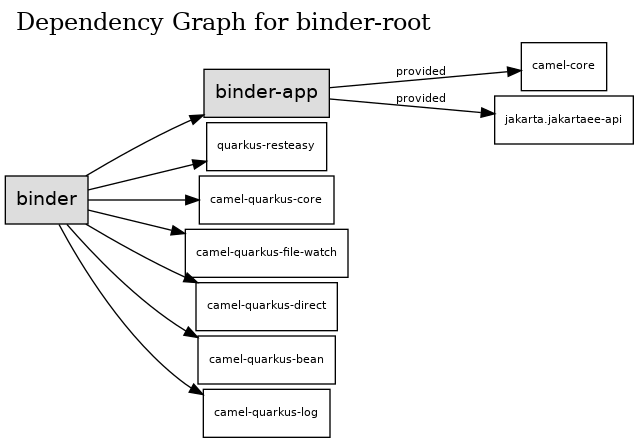 Dependency Graph for binder-root
binder
binder-app
quarkus-resteasy
camel-quarkus-core
camel-quarkus-file-watch
camel-quarkus-direct
camel-quarkus-bean
camel-quarkus-log
provided
camel-core
provided
jakarta.jakartaee-api